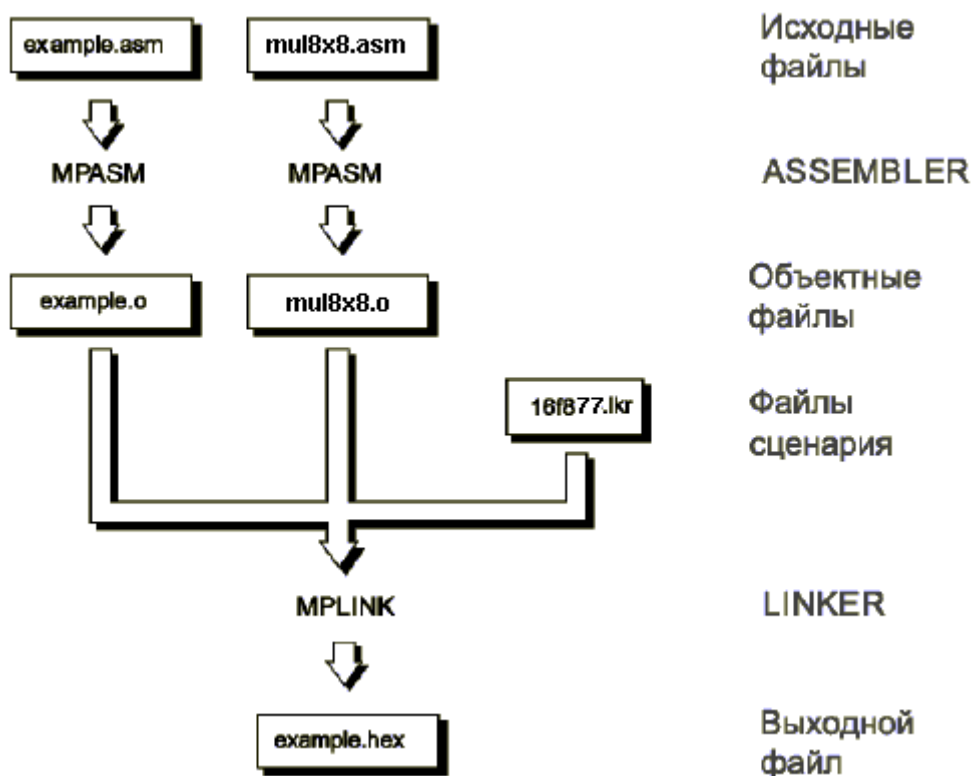 example.asm
mul8x8.asm
Исходные
файлы
MPASM
MPASM
ASSEMBLER
example.o
mul8x8.o
Объектные
файлы
16f877.lkr
Файлы
сценария
MPLINK
LINKER
example.hex
Выходной
файл